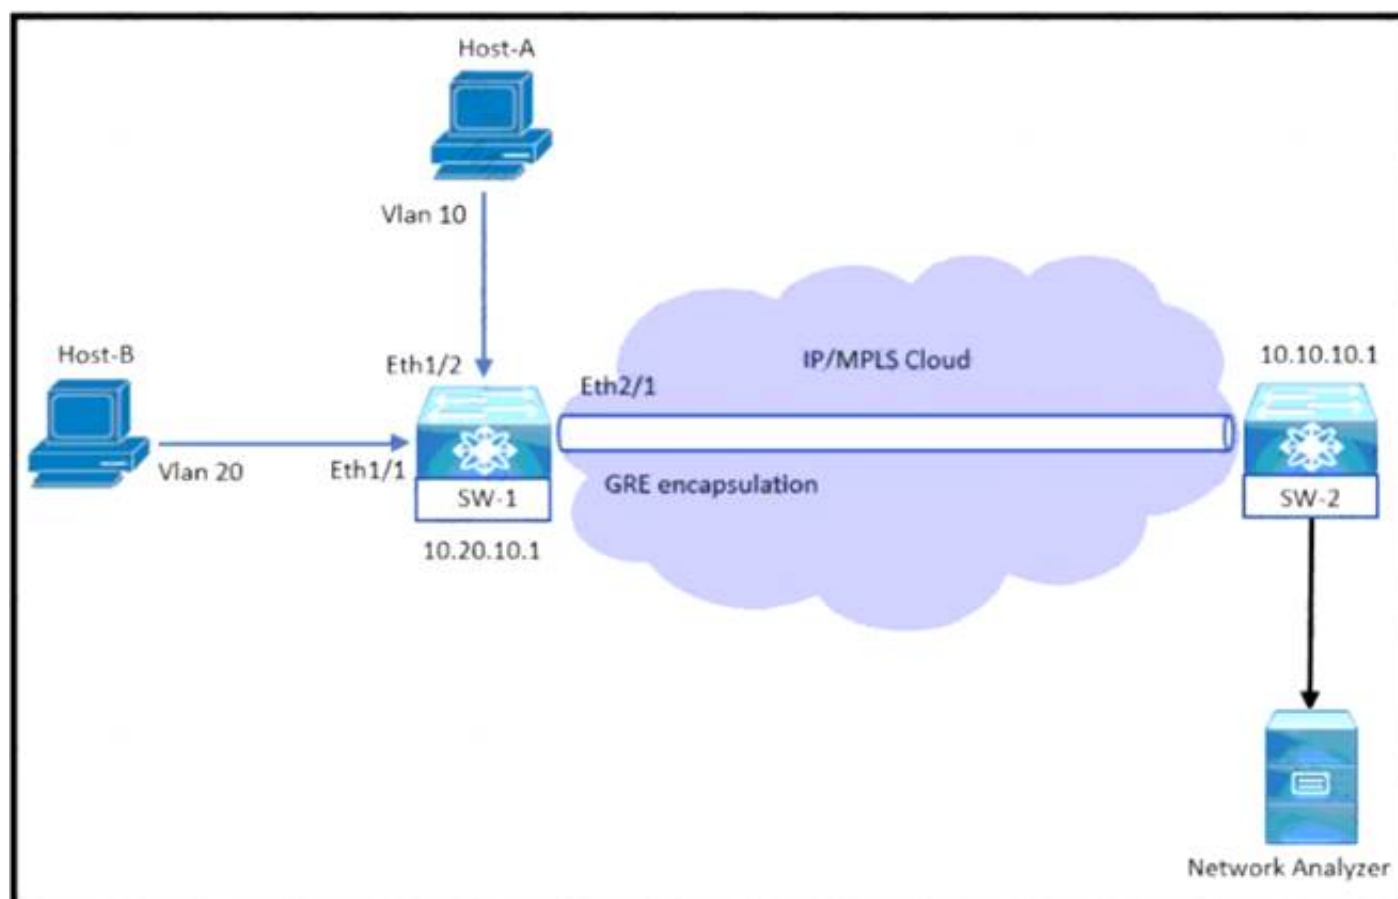 Host-A
Vlan 10
Host-B
Eth1/2
IP/MPLS Cloud
10.10.10.1
Eth2/1
Vlan 20
Eth1/1
GRE encapsulation
SW-1
SW-2
10.20.10.1
Network Analyzer